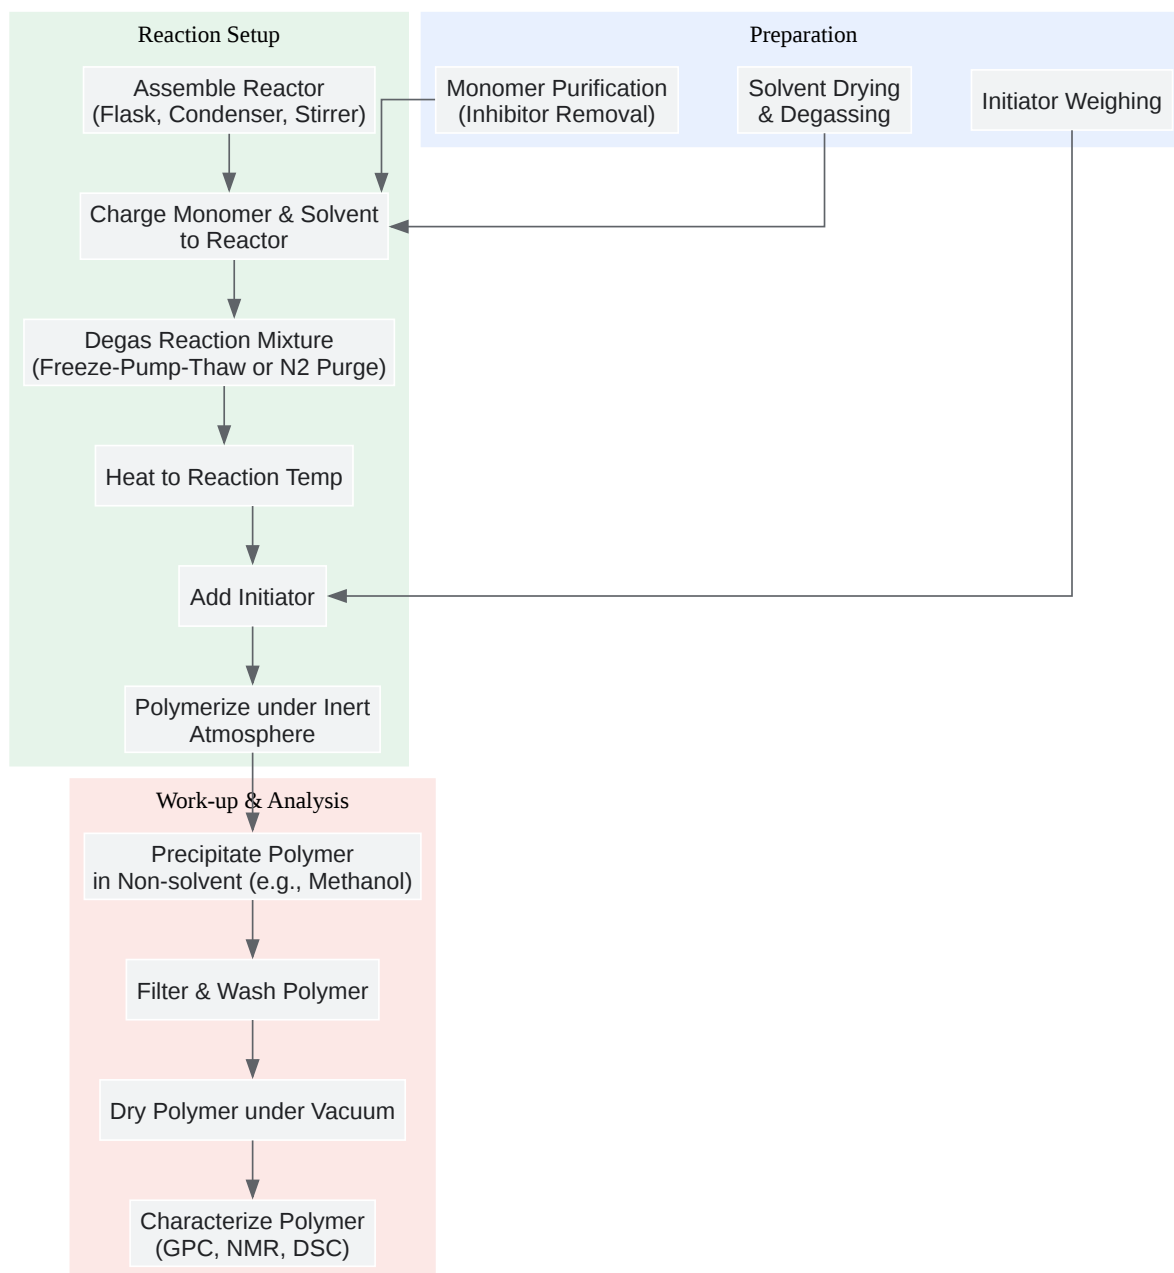 Reaction Setup
Preparation
Assemble Reactor
(Flask, Condenser, Stirrer)
Monomer Purification
(Inhibitor Removal)
Solvent Drying
& Degassing
Initiator Weighing
Charge Monomer & Solvent
to Reactor
Degas Reaction Mixture
(Freeze-Pump-Thaw or N2 Purge)
Heat to Reaction Temp
Add Initiator
Polymerize under Inert
Atmosphere
Work-up & Analysis
Precipitate Polymer
in Non-solvent (e.g., Methanol)
Filter & Wash Polymer
Dry Polymer under Vacuum
Characterize Polymer
(GPC, NMR, DSC)